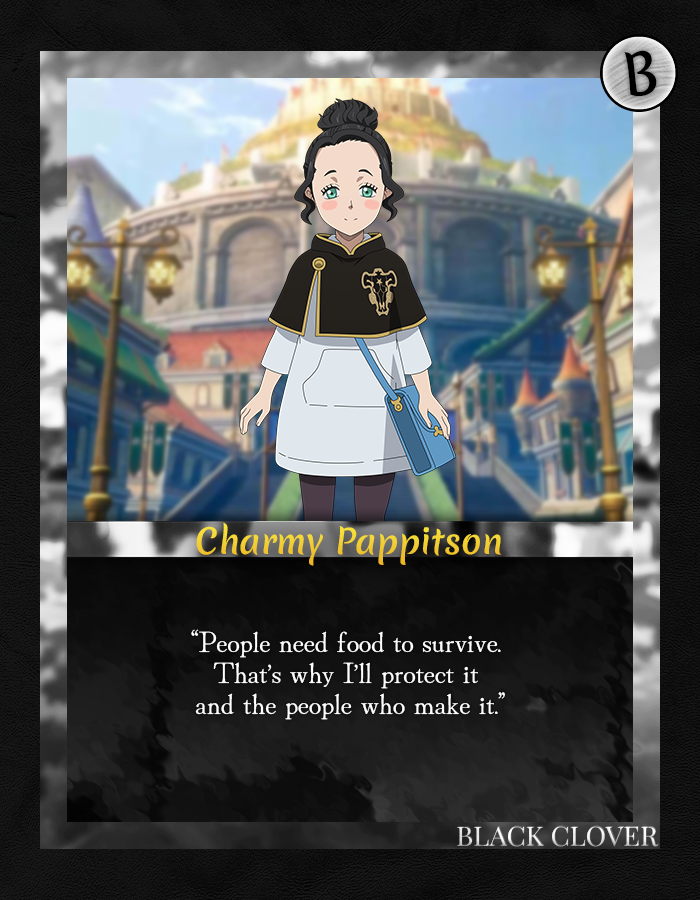 B
Charmy Pappitson
“People need food to survive.
That’s why I’ll protect it
and the people who make it.”
BLACK CLOVER